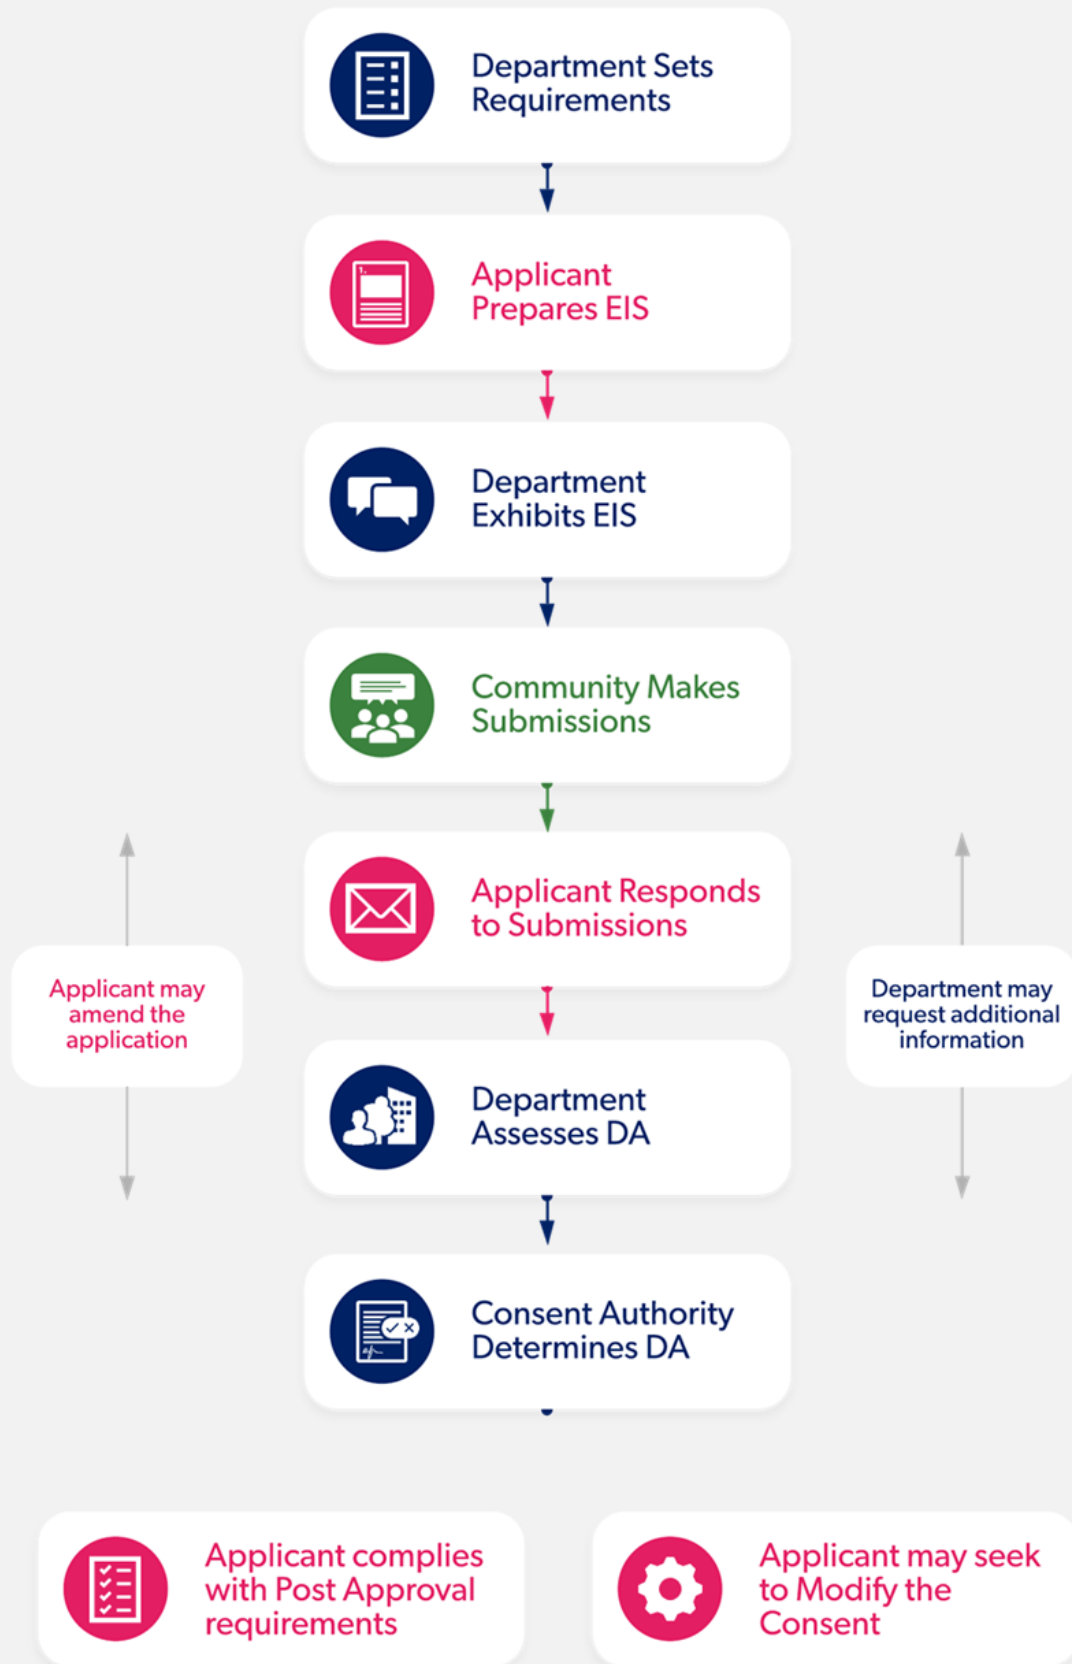 Department Sets
Requirements
Applicant
Prepares EIS
Department
Exhibits EIS
Community Makes
Submissions
Applicant Responds
to Submissions
Applicant may
amend the
application
Department may
request additional
information
Department
Assesses DA
Consent Authority
Determines DA
Applicant complies
with Post Approval
requirements
Applicant may seek
to Modify the
Consent